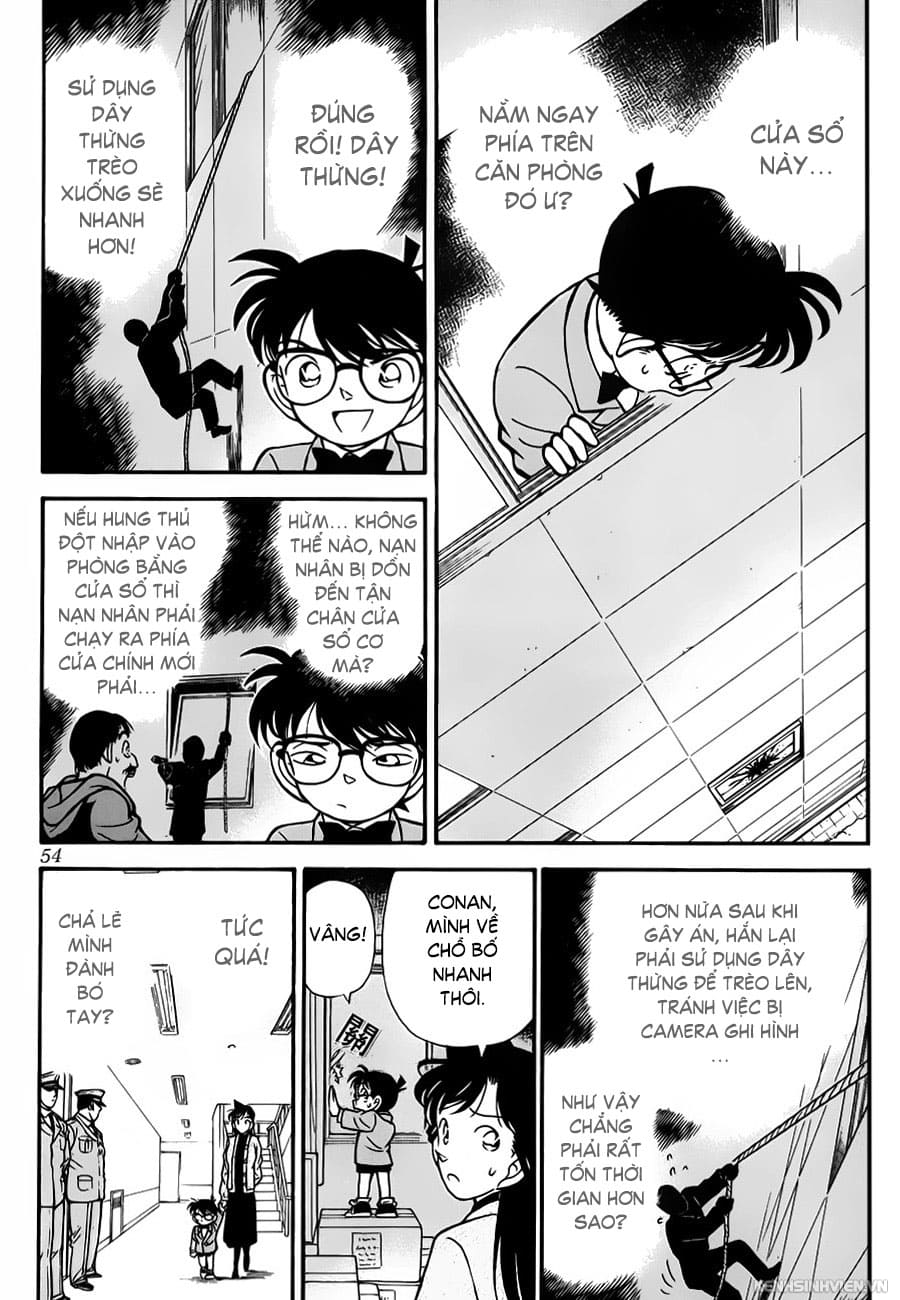 CỬA SỔ
NÀY...
NẰM NGAY
PHÍA TRÊN
CĂN PHÒNG
ĐÓ Ư?
ĐÚNG
RỒI! DÂY
THỪNG!
SỬ DỤNG
DÂY
THỪNG
TRÈO
XUỐNG SẼ
NHANH
HƠN!
HỪM... KHÔNG
THỂ NÀO, NẠN
NHÂN BỊ DỒN
ĐẾN TẬN
CHÂN CỬA
SỔ CƠ
MÀ?
NẾU HUNG THỦ
ĐỘT NHẬP VÀO
PHÒNG BẰNG
CỬA SỔ THÌ
NẠN NHÂN PHẢI
CHẠY RA PHÍA
CỬA CHÍNH MỚI
PHẢI...
54
HƠN NỮA SAU KHI
GÂY ÁN, HẮN LẠI
PHẢI SỬ DỤNG DÂY
THỪNG ĐỂ TRÈO LÊN,
TRÁNH VIỆC BỊ
CAMERA GHI HÌNH
...
NHƯ VẬY
CHẲNG
PHẢI RẤT
TỐN THỜI
GIAN HƠN
SAO?
CONAN,
MÌNH VỀ
CHỖ BỐ
NHANH
THÔI.
VÂNG!
關
TỨC
QUÁ!
CHẢ LẼ
MÌNH
ĐÀNH
BÓ
TAY?
KENHSINHVIEN.VN